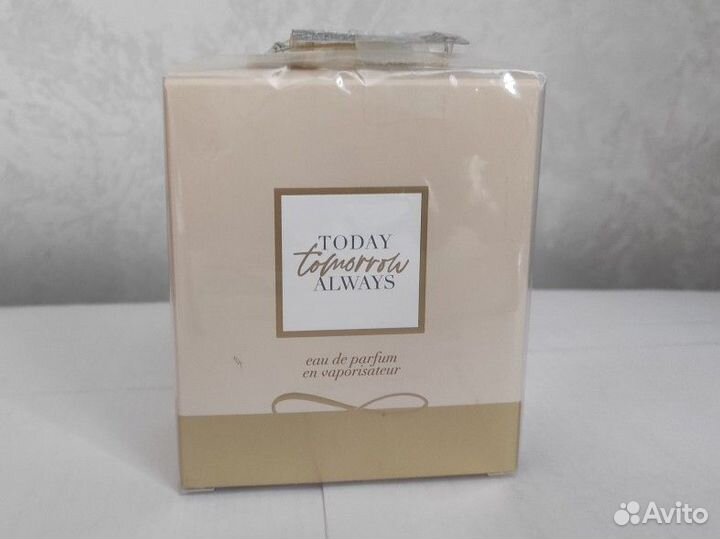 TODAY
tomorrow
ALWAYS
eau de parfum
en vaporisateur
Avito